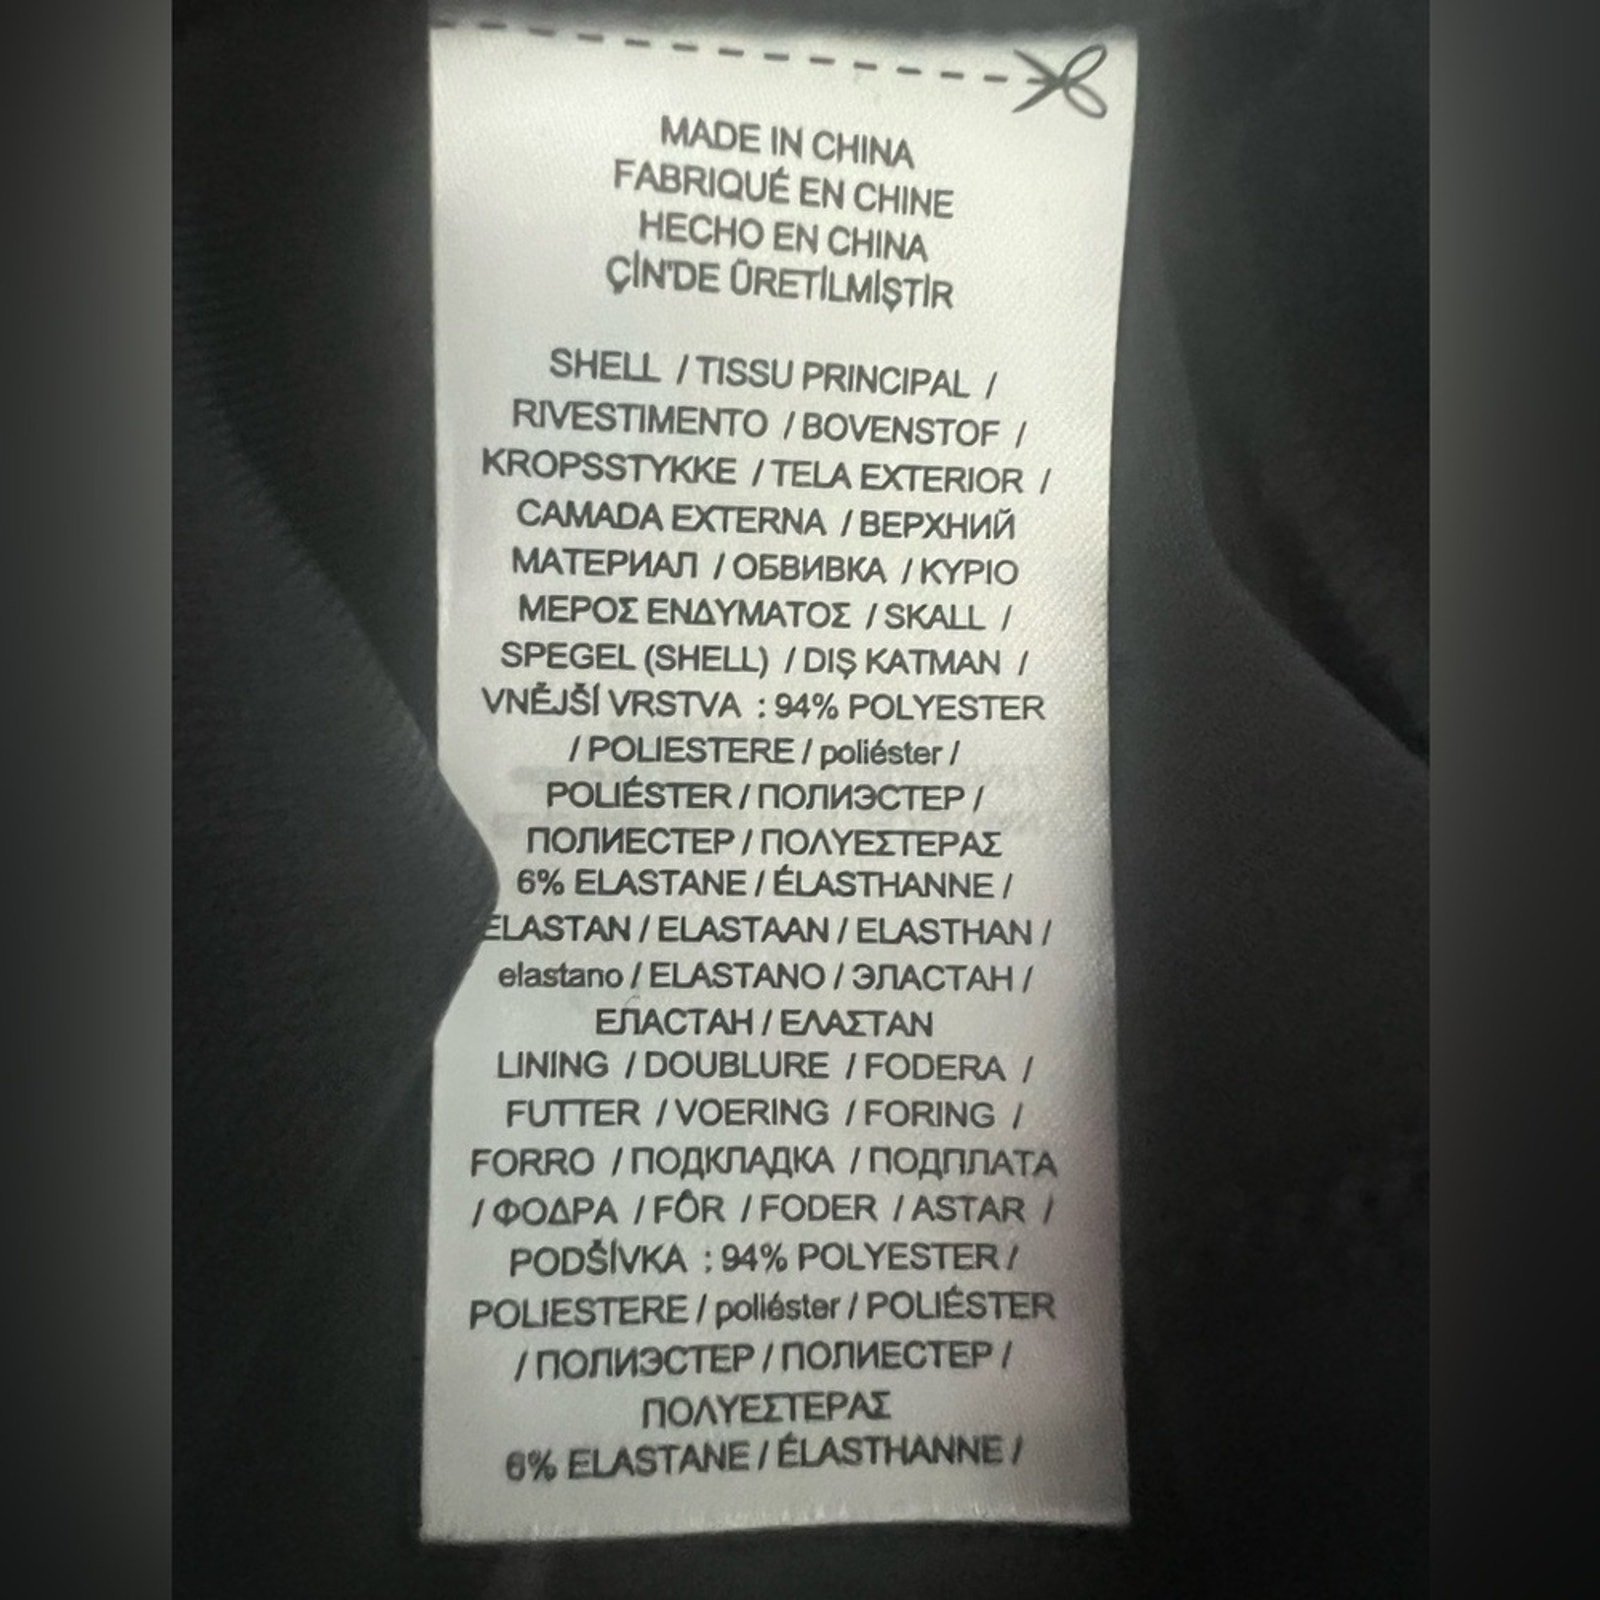 MADE IN CHINA
FABRIQUÉ EN CHINE
HECHO EN CHINA
ÇİN'DE ÜRETİLMİŞTİR
SHELL / TISSU PRINCIPAL /
RIVESTIMENTO / BOVENSTOF /
KROPSSTYKKE / TELA EXTERIOR /
CAMADA EXTERNA / ВЕРХНИЙ
МАТЕРИАЛ / ОБВИВКА / ΚΥΡΙΟ
ΜΕΡΟΣ ΕΝΔΥΜΑΤΟΣ / SKALL /
SPEGEL (SHELL) / DIŞ KATMAN /
VNĚJŠÍ VRSTVA : 94% POLYESTER
/ POLIESTERE / poliéster /
POLIÉSTER / ПОЛИЭСТЕР /
ПОЛИЕСТЕР / ΠΟΛΥΕΣΤΕΡΑΣ
6% ELASTANE / ÉLASTHANNE /
ELASTAN / ELASTAAN / ELASTHAN /
elastano / ELASTANO / ЭЛАСТАН /
ЕЛАСТАН / ΕΛΑΣΤΑΝ
LINING / DOUBLURE / FODERA /
FUTTER / VOERING / FORING /
FORRO / ПОДКЛАДКА / ПОДПЛАТА
/ ΦΟΔΡΑ / FÔR / FODER / ASTAR /
PODŠÍVKA : 94% POLYESTER /
POLIESTERE / poliéster / POLIÉSTER
/ ПОЛИЭСТЕР / ПОЛИЕСТЕР /
ΠΟΛΥΕΣΤΕΡΑΣ
6% ELASTANE / ÉLASTHANNE /